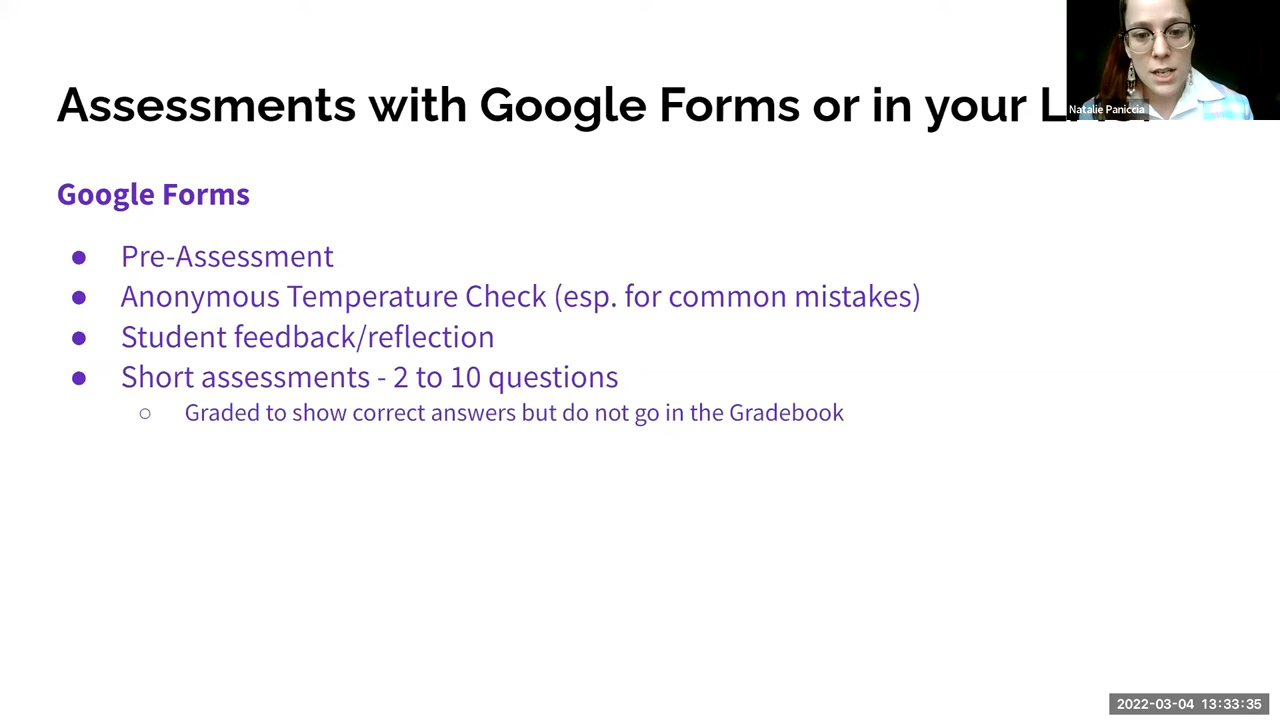 Assessments with Google Forms or in your
Natalie Paniccia
Google Forms
● Pre-Assessment
● Anonymous Temperature Check (esp. for common mistakes)
● Student feedback/reflection
● Short assessments - 2 to 10 questions
○ Graded to show correct answers but do not go in the Gradebook
2022-03-04 13:33:35